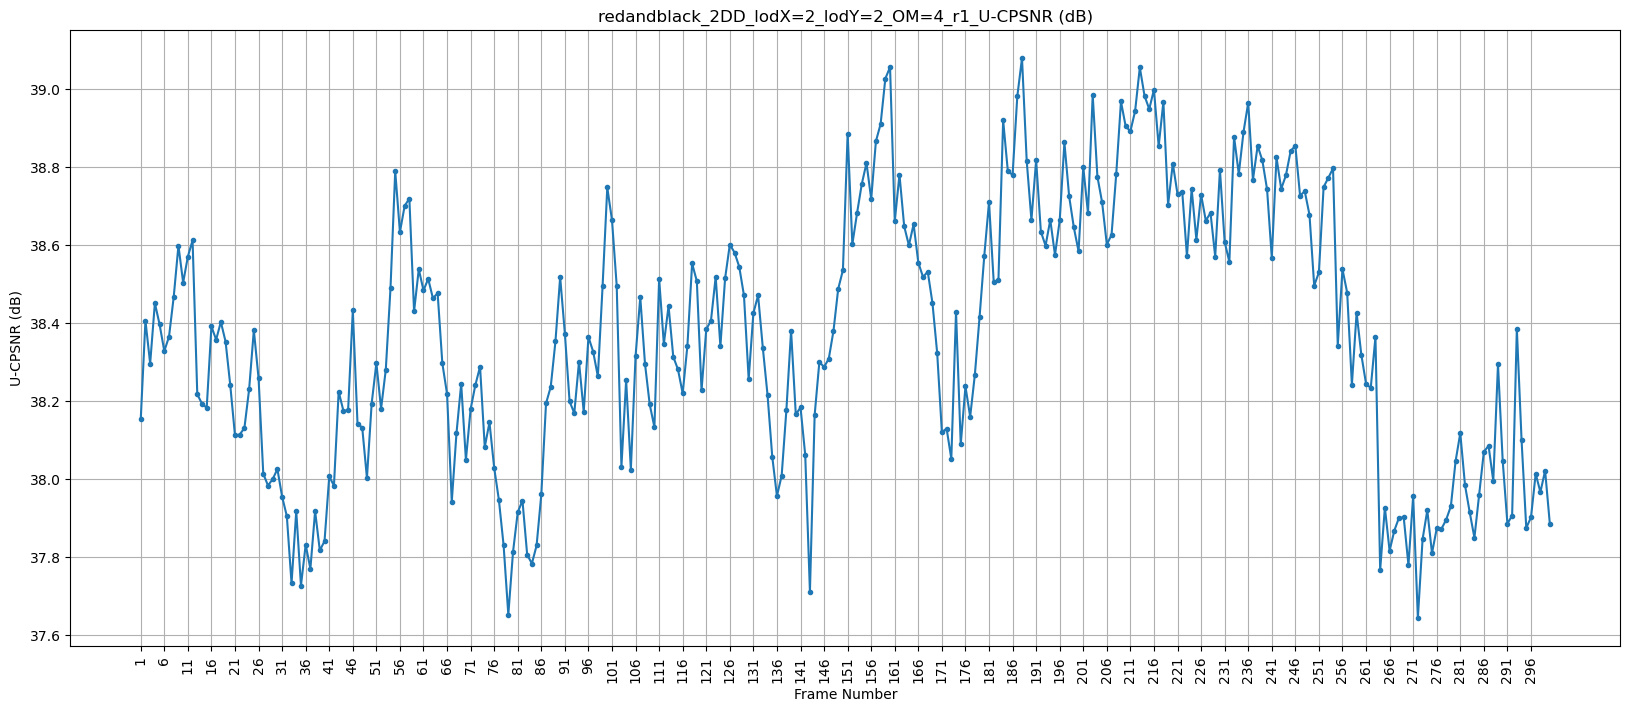 redandblack_2DD_lodX=2_lodY=2_OM=4_r1_U-CPSNR (dB)
U-CPSNR (dB)
39.0
38.8
38.6
38.4
38.2
38.0
37.8
37.6
1 6 11 16 21 26 31 36 41 46 51 56 61 66 71 76 81 86 91 96 101 106 111 116 121 126 131 136 141 146 151 156 161 166 171 176 181 186 191 196 201 206 211 216 221 226 231 236 241 246 251 256 261 266 271 276 281 286 291 296
Frame Number